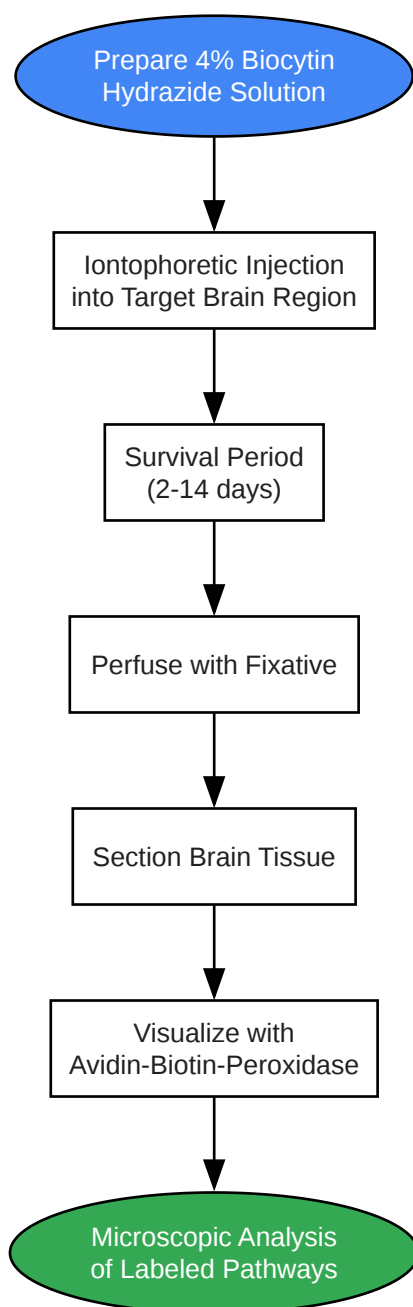 Prepare 4% Biocytin
Hydrazide Solution
Iontophoretic Injection
into Target Brain Region
Survival Period
(2-14 days)
Perfuse with Fixative
Section Brain Tissue
Visualize with
Avidin-Biotin-Peroxidase
Microscopic Analysis
of Labeled Pathways